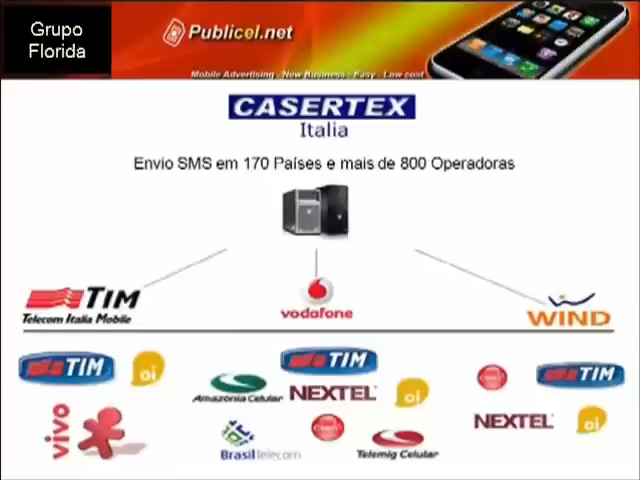 Grupo
Florida
Publicel.net
Mobile Advertising - New Business - Easy - Low cost
CASERTEX
Italia
Envio SMS em 170 Países e mais de 800 Operadoras
TIM
Telecom Italia Mobile
vodafone
WIND
TIM
oi
TIM
Amazonia Celular
NEXTEL
oi
TIM
vivo
BrasilTelecom
Telemig Celular
NEXTEL
oi